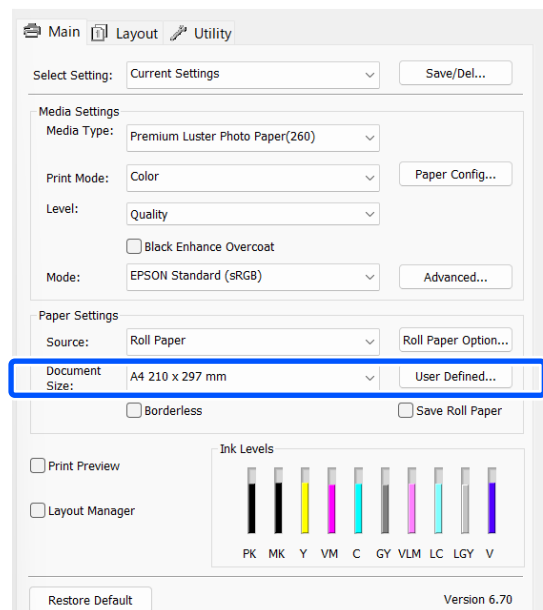 Main Layout Utility
Select Setting: Current Settings Save/Del...
Media Settings
Media Type: Premium Luster Photo Paper(260)
Print Mode: Color Paper Config...
Level: Quality
Black Enhance Overcoat
Mode: EPSON Standard (sRGB) Advanced...
Paper Settings
Source: Roll Paper Roll Paper Option...
Document
Size: A4 210 x 297 mm User Defined...
Borderless Save Roll Paper
Ink Levels
Print Preview
Layout Manager
PK MK Y VM C GY VLM LC LGY V
Restore Default Version 6.70